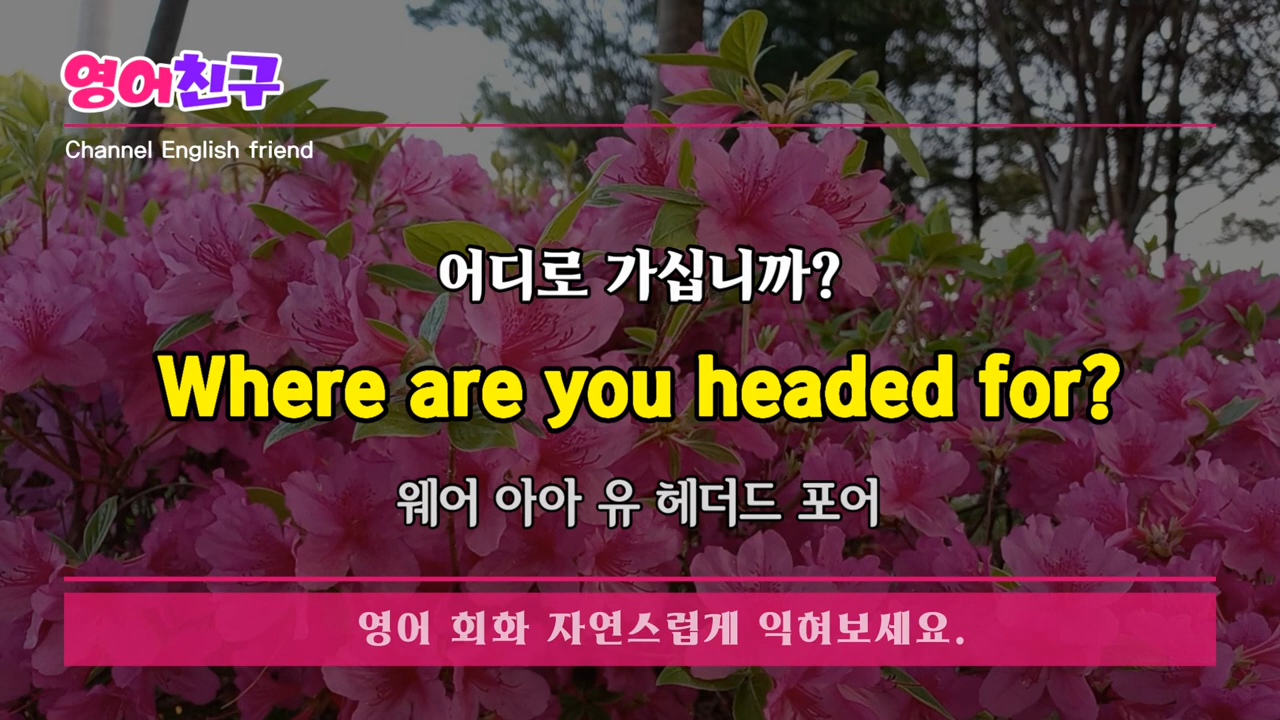 영어친구
Channel English friend
어디로 가십니까?
Where are you headed for?
웨어 아아 유 헤더드 포어
영어 회화 자연스럽게 익혀보세요.